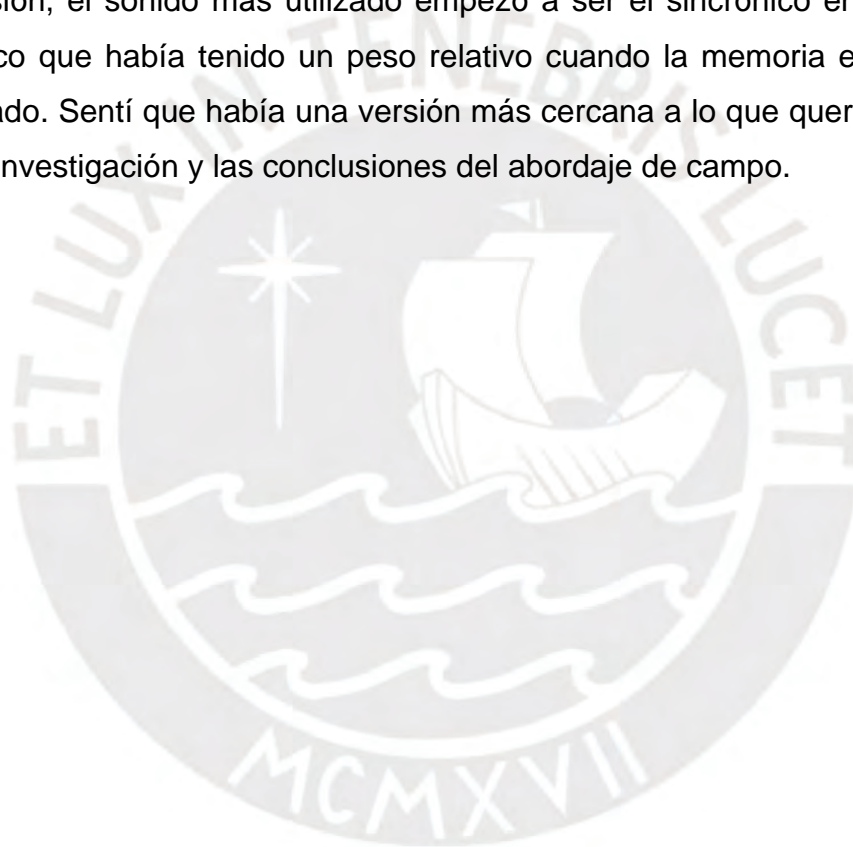 sión, el sonido más utilizado empezó a ser el sincrónico en
co que había tenido un peso relativo cuando la memoria e
ado. Sentí que había una versión más cercana a lo que quer
investigación y las conclusiones del abordaje de campo.
ET LUX IN TENEBRIS LUCET
MCMXVII